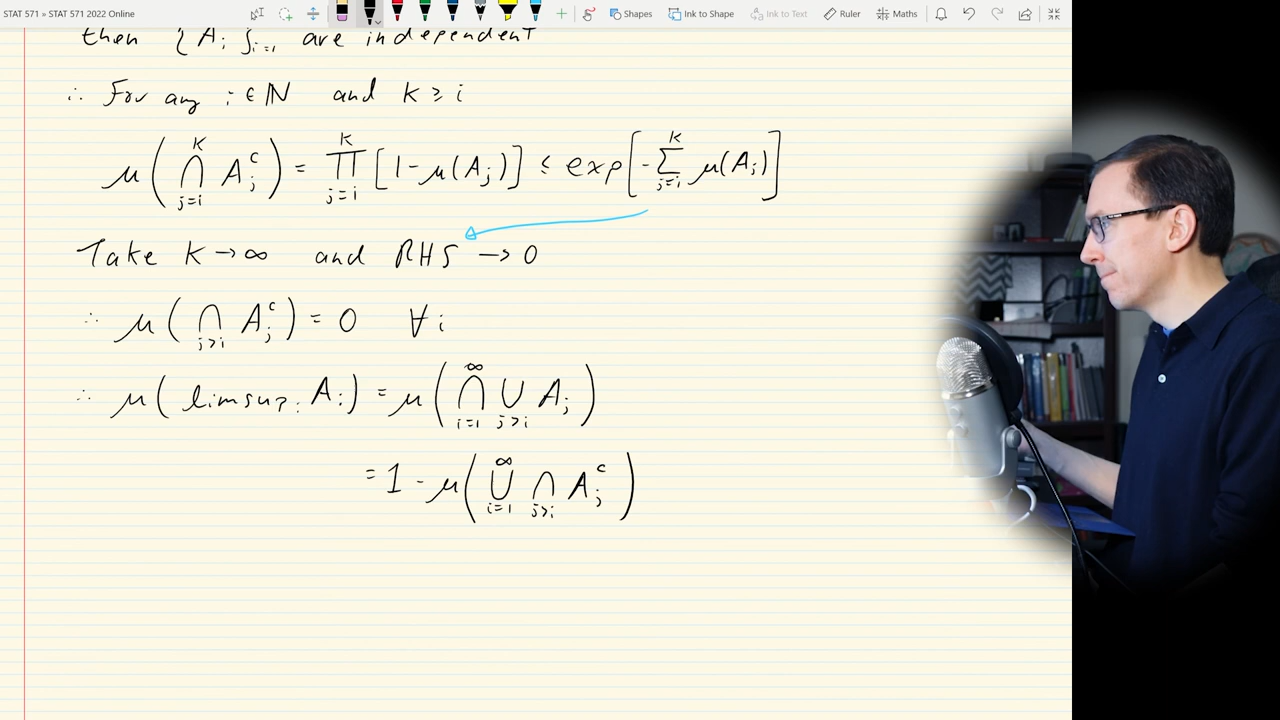 STAT 571 » STAT 571 2022 Online
Shapes Ink to Shape Ink to Text Ruler Maths
then {A_i}_{i=1} are independent
∴ For any i ∈ ℕ and K ≥ i
μ(⋂_{j=i}^{K} A_j^c) = ∏_{j=i}^{K} [1 - μ(A_j)] ≤ exp[-∑_{j=i}^{K} μ(A_j)]
Take K → ∞ and RHS → 0
∴ μ(⋂_{j>i} A_j^c) = 0 ∀i
∴ μ(limsup_i A_i) = μ(⋂_{i=1}^{∞} ⋃_{j>i} A_j)
= 1 - μ(⋃_{i=1}^{∞} ⋂_{j>i} A_j^c)